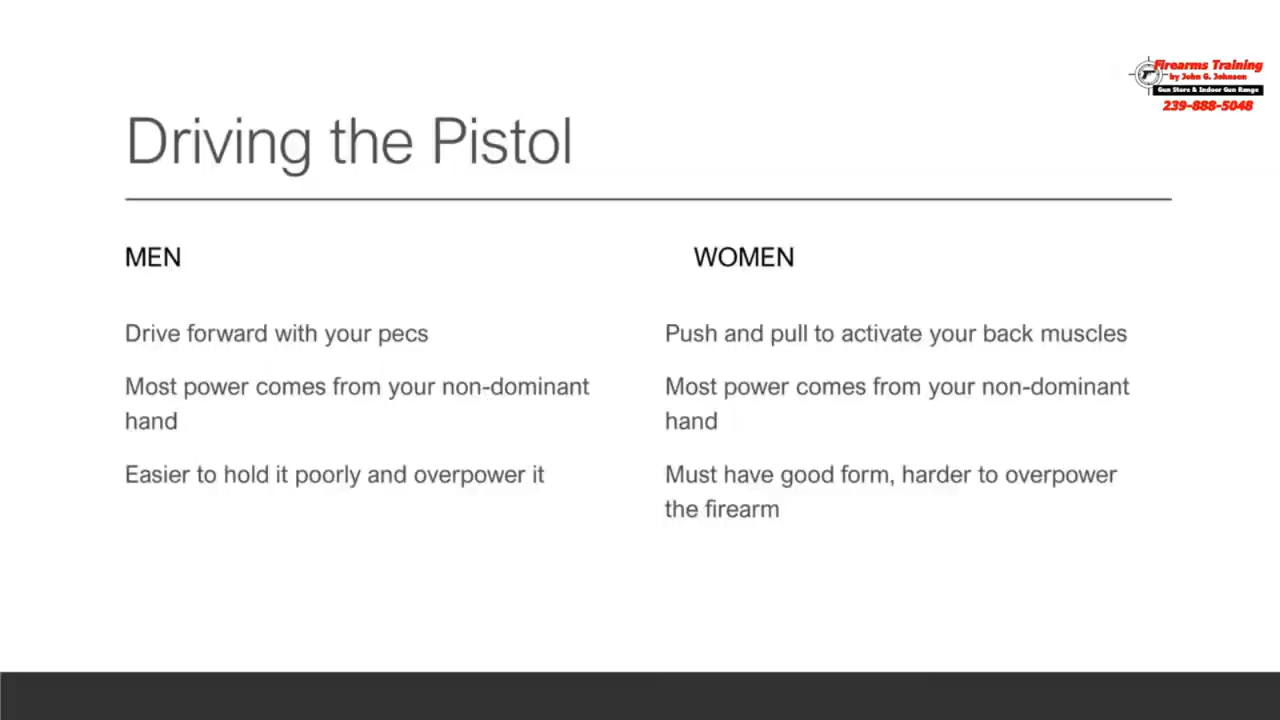 Firearms Training
by John G. Johnson
Gun Store & Indoor Gun Range
239-888-5048
Driving the Pistol
MEN
Drive forward with your pecs
Most power comes from your non-dominant
hand
Easier to hold it poorly and overpower it
WOMEN
Push and pull to activate your back muscles
Most power comes from your non-dominant
hand
Must have good form, harder to overpower
the firearm